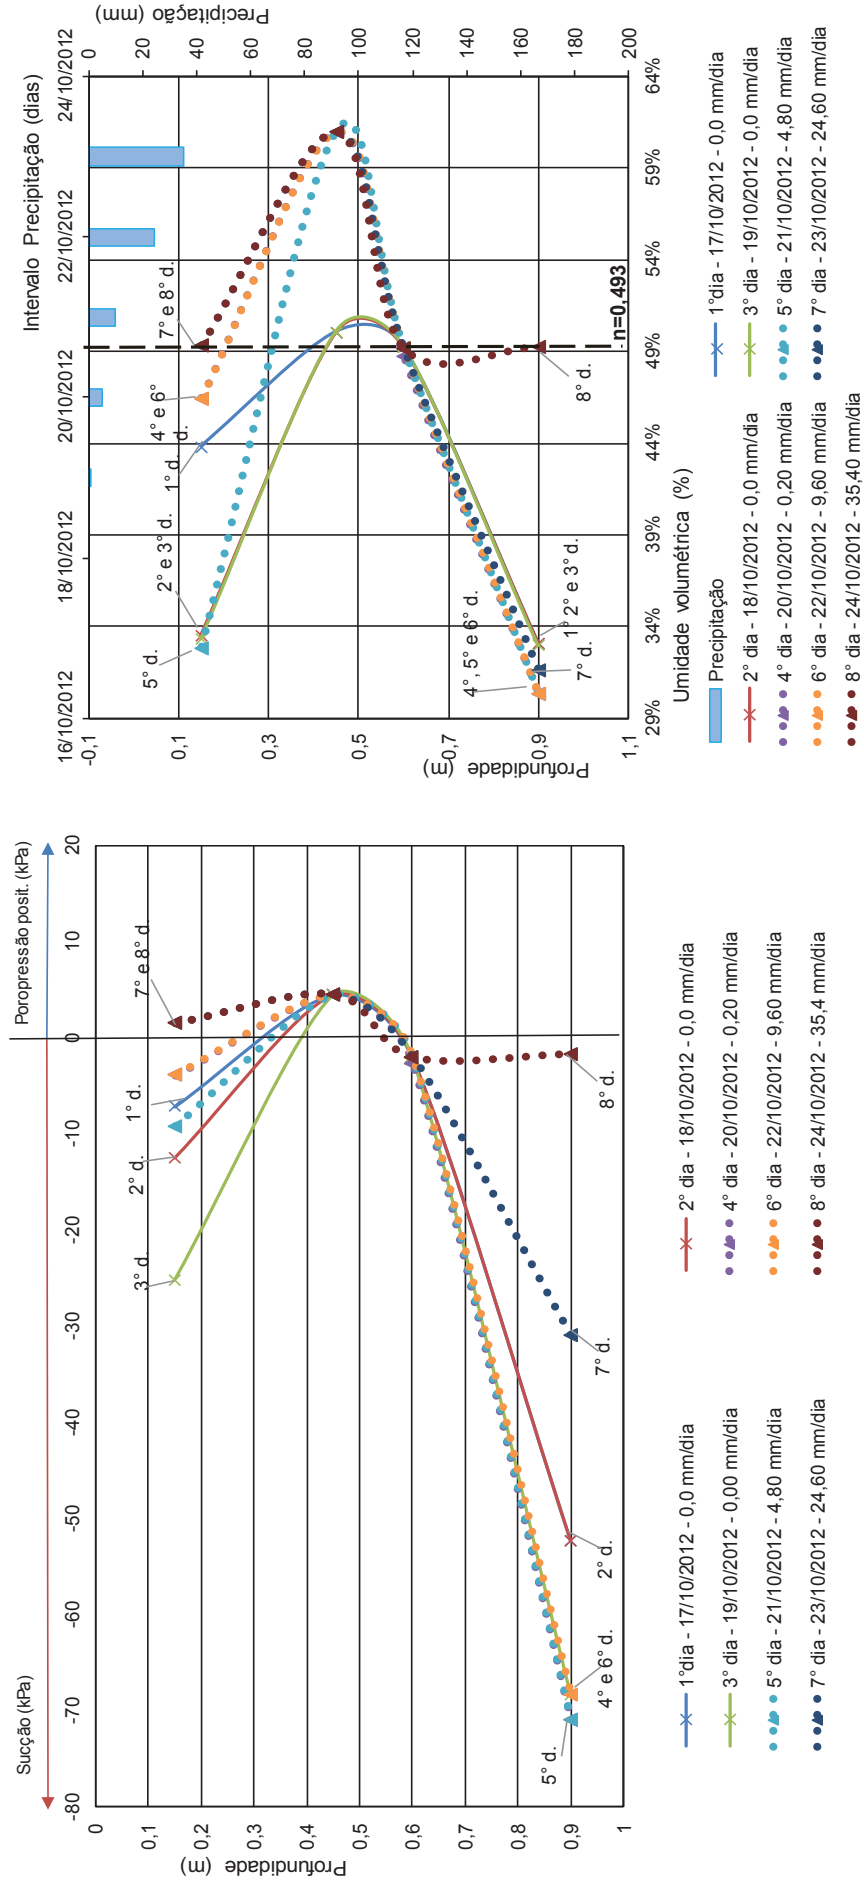 Sucção (kPa)
Poropressão posit. (kPa)
-80
-70
-60
-50
-40
-30
20
-10
0
10
20
0
0,1
0,2
0,3
0,4
0,5
0,6
0,7
0,8
0,9
1
Profundidade
(m)
3° d.
2° d.
1° d.
7° e 8° d.
5° d.
4° e 6° d.
2° d.
7° d.
8° d.
1°dia - 17/10/2012 - 0,0 mm/dia
2° dia - 18/10/2012 - 0,0 mm/dia
3° dia - 19/10/2012 - 0,00 mm/dia
4° dia - 20/10/2012 - 0,20 mm/dia
5° dia - 21/10/2012 - 4,80 mm/dia
6° dia - 22/10/2012 - 9,60 mm/dia
7° dia - 23/10/2012 - 24,60 mm/dia
8° dia - 24/10/2012 - 35,4 mm/dia
Intervalo Precipitação (dias)
16/10/2012
18/10/2012
20/10/2012
22/10/2012
24/10/2012
Precipitação
(mm)
0
20
40
60
80
100
120
140
160
180
200
-0,1
0,1
0,3
0,5
0,7
0,9
1,1
Profundidade
(m)
5° d.
2° e 3° d.
1° d.
d.
4° e 6°
7° e 8° d.
4°, 5° e 6° d.
7° d.
1° 2° e 3° d.
8° d.
n=0,493
29%
34%
39%
44%
49%
54%
59%
64%
Umidade volumétrica (%)
Precipitação
1°dia - 17/10/2012 - 0,0 mm/dia
2° dia - 18/10/2012 - 0,0 mm/dia
3° dia - 19/10/2012 - 0,0 mm/dia
4° dia - 20/10/2012 - 0,20 mm/dia
5° dia - 21/10/2012 - 4,80 mm/dia
6° dia - 22/10/2012 - 9,60 mm/dia
7° dia - 23/10/2012 - 24,60 mm/dia
8° dia - 24/10/2012 - 35,40 mm/dia